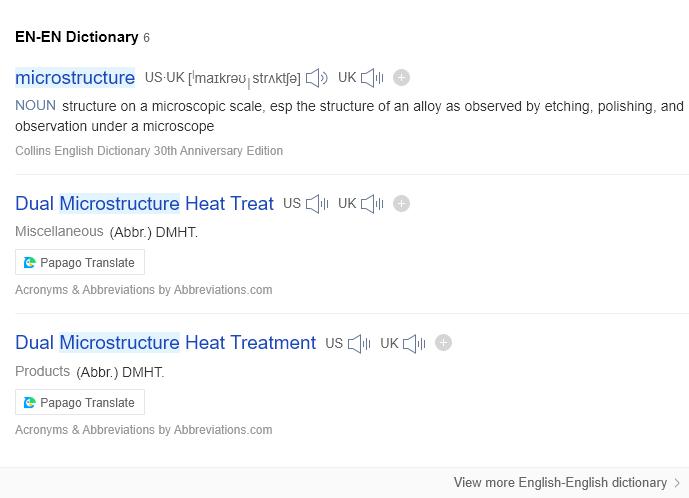 EN-EN Dictionary 6
microstructure US·UK [ˈmaɪkrəʊˌstrʌktʃə] UK
NOUN structure on a microscopic scale, esp the structure of an alloy as observed by etching, polishing, and
observation under a microscope
Collins English Dictionary 30th Anniversary Edition
Dual Microstructure Heat Treat US UK
Miscellaneous (Abbr.) DMHT.
Papago Translate
Acronyms & Abbreviations by Abbreviations.com
Dual Microstructure Heat Treatment US UK
Products (Abbr.) DMHT.
Papago Translate
Acronyms & Abbreviations by Abbreviations.com
View more English-English dictionary